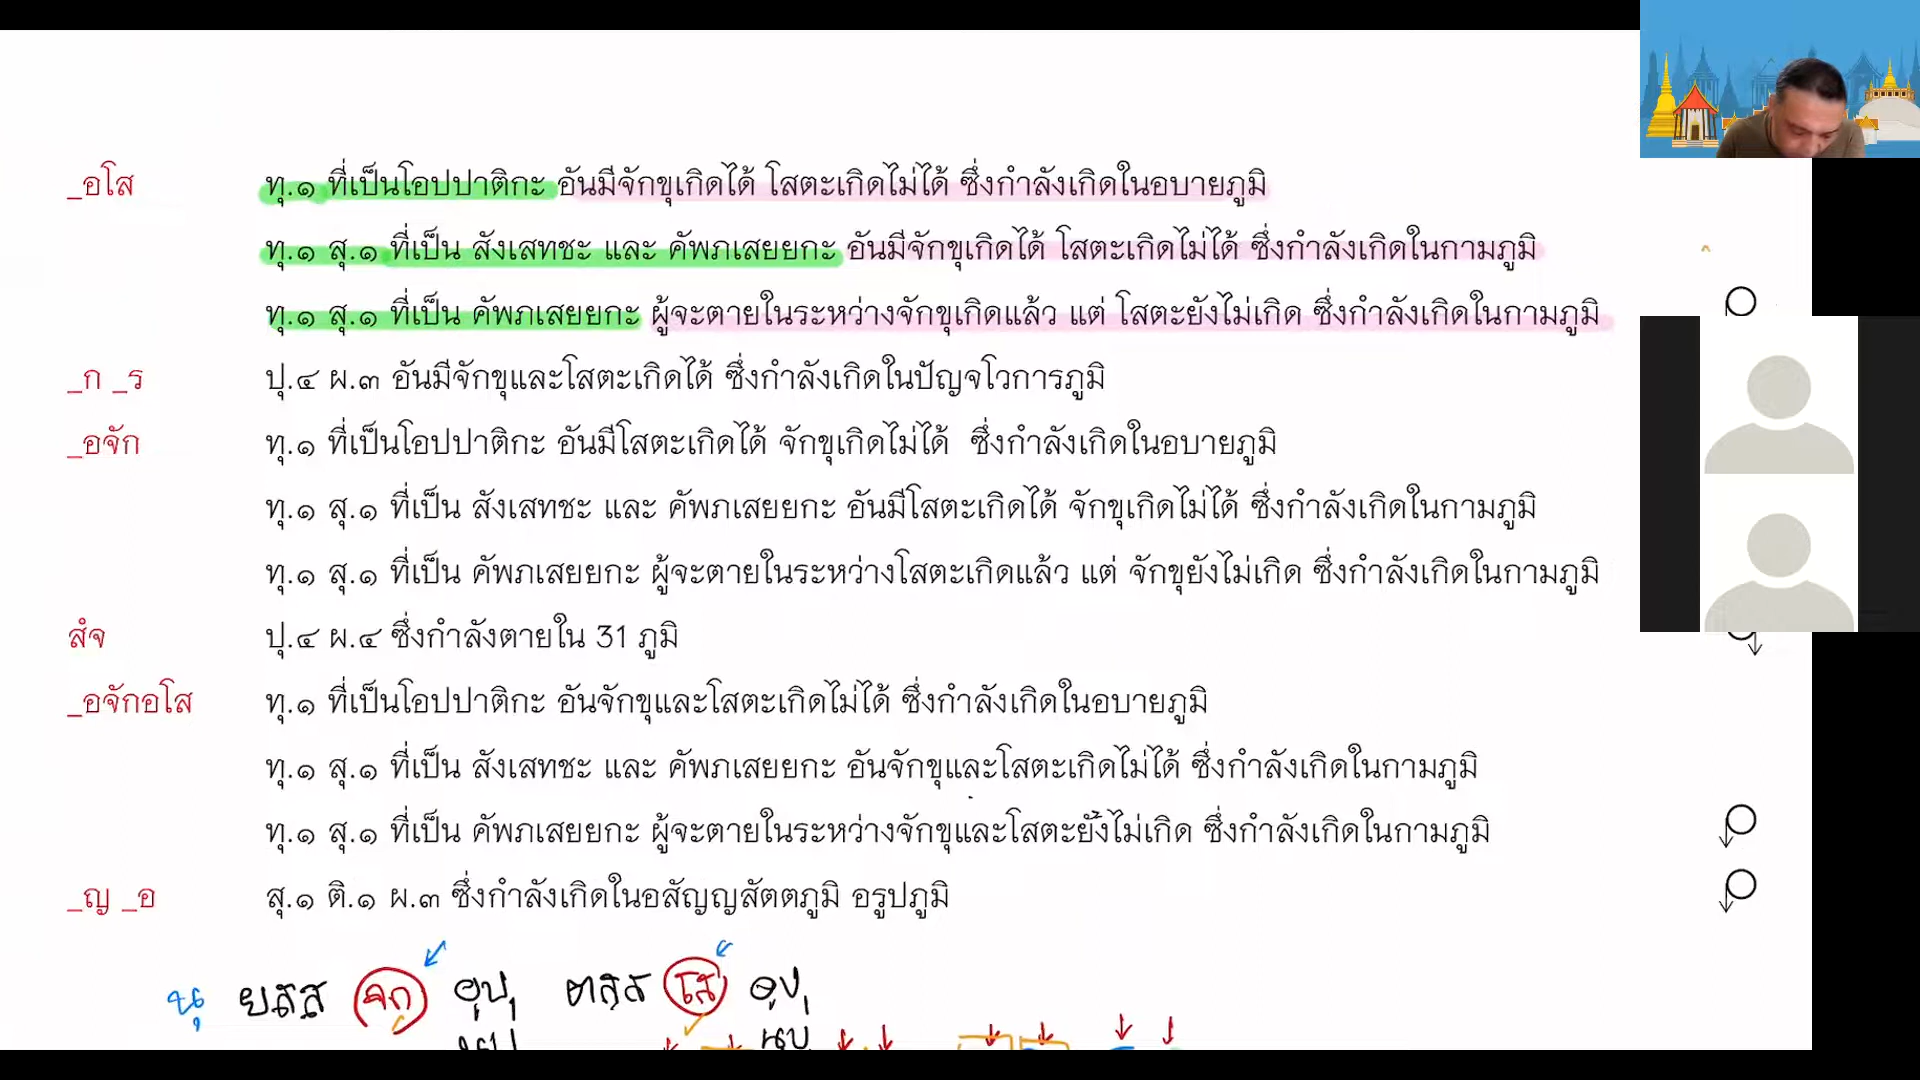 _อโส ทุ.๑ ที่เป็นโอปปาติกะ อันมีจักขุเกิดได้ โสตะเกิดไม่ได้ ซึ่งกำลังเกิดในอบายภูมิ
ทุ.๑ สุ.๑ ที่เป็น สังเสทชะ และ คัพภเสยยกะ อันมีจักขุเกิดได้ โสตะเกิดไม่ได้ ซึ่งกำลังเกิดในกามภูมิ
ทุ.๑ สุ.๑ ที่เป็น คัพภเสยยกะ ผู้จะตายในระหว่างจักขุเกิดแล้ว แต่ โสตะยังไม่เกิด ซึ่งกำลังเกิดในกามภูมิ
_ก _ร ปุ.๔ ผ.๓ อันมีจักขุและโสตะเกิดได้ ซึ่งกำลังเกิดในปัญจโวการภูมิ
_อจัก ทุ.๑ ที่เป็นโอปปาติกะ อันมีโสตะเกิดได้ จักขุเกิดไม่ได้ ซึ่งกำลังเกิดในอบายภูมิ
ทุ.๑ สุ.๑ ที่เป็น สังเสทชะ และ คัพภเสยยกะ อันมีโสตะเกิดได้ จักขุเกิดไม่ได้ ซึ่งกำลังเกิดในกามภูมิ
ทุ.๑ สุ.๑ ที่เป็น คัพภเสยยกะ ผู้จะตายในระหว่างโสตะเกิดแล้ว แต่ จักขุยังไม่เกิด ซึ่งกำลังเกิดในกามภูมิ
สํจ ปุ.๔ ผ.๔ ซึ่งกำลังตายใน 31 ภูมิ
_อจักอโส ทุ.๑ ที่เป็นโอปปาติกะ อันจักขุและโสตะเกิดไม่ได้ ซึ่งกำลังเกิดในอบายภูมิ
ทุ.๑ สุ.๑ ที่เป็น สังเสทชะ และ คัพภเสยยกะ อันจักขุและโสตะเกิดไม่ได้ ซึ่งกำลังเกิดในกามภูมิ
ทุ.๑ สุ.๑ ที่เป็น คัพภเสยยกะ ผู้จะตายในระหว่างจักขุและโสตะยังไม่เกิด ซึ่งกำลังเกิดในกามภูมิ
_ญ _อ สุ.๑ ติ.๑ ผ.๓ ซึ่งกำลังเกิดในอสัญญสัตตภูมิ อรูปภูมิ
นุ ยสฺส จกฺ อุปฺ ตสฺส โส อุปฺ